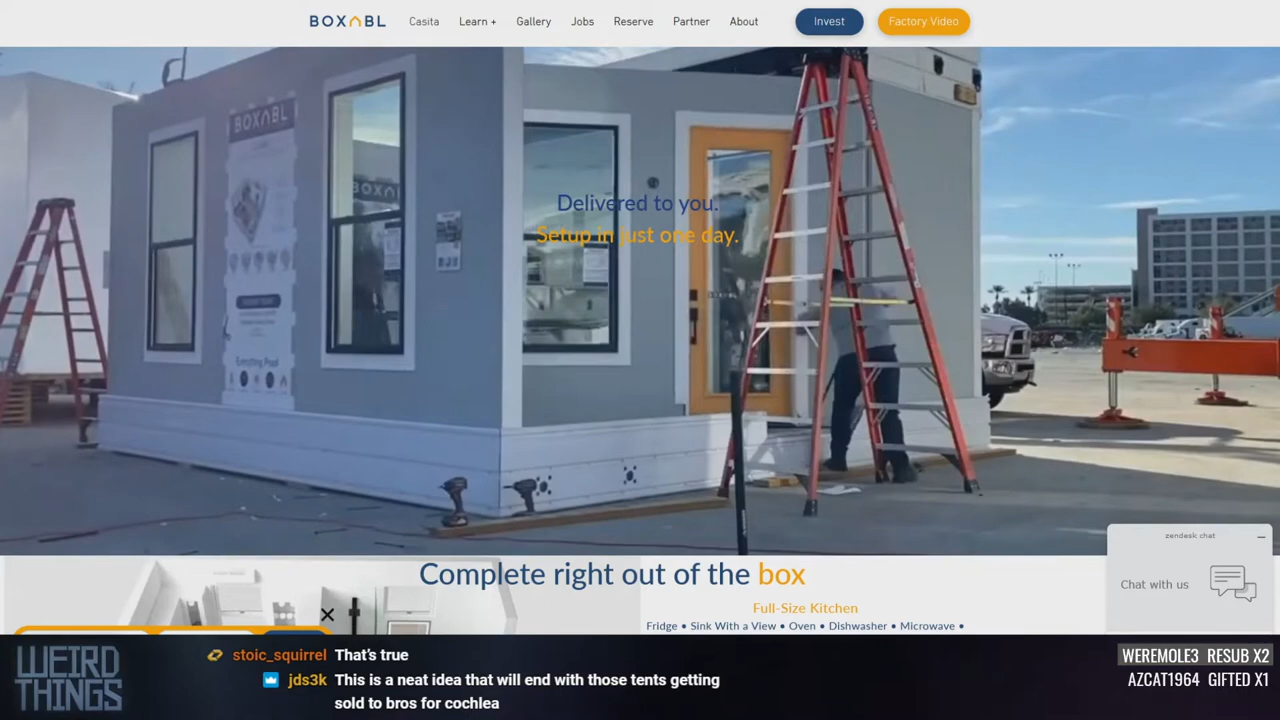 BOXABL
Casita
Learn +
Gallery
Jobs
Reserve
Partner
About
Invest
Factory Video
BOXABL
BOXABL
Delivered to you.
Setup in just one day.
Complete right out of the box
Full-Size Kitchen
Fridge • Sink With a View • Oven • Dishwasher • Microwave •
zendesk chat
Chat with us
WEIRD
THINGS
stoic_squirrel That's true
jds3k This is a neat idea that will end with those tents getting
sold to bros for cochlea
WEREMOLE3 RESUB X2
AZCAT1964 GIFTED X1